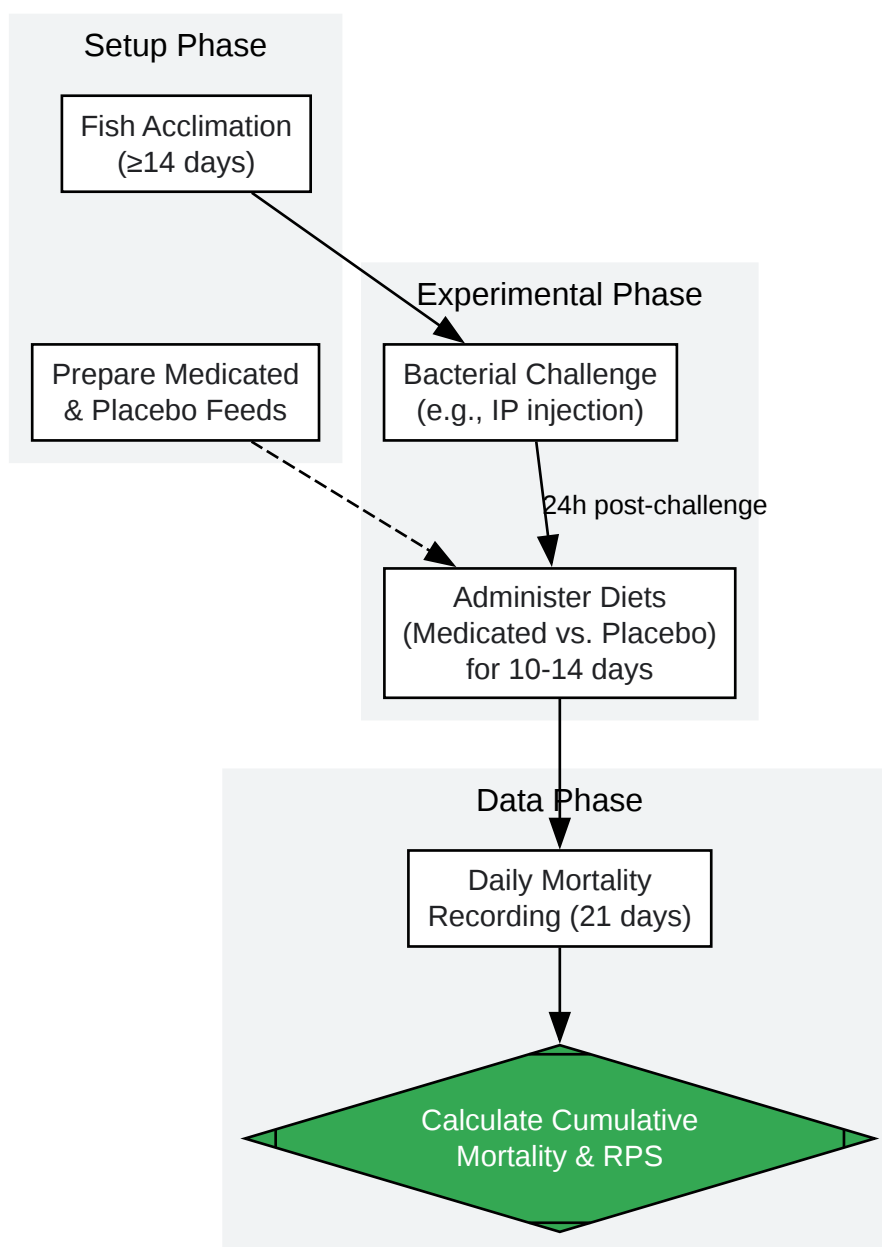 Setup Phase
Fish Acclimation
(≥14 days)
Experimental Phase
Prepare Medicated
& Placebo Feeds
Bacterial Challenge
(e.g., IP injection)
24h post-challenge
Administer Diets
(Medicated vs. Placebo)
for 10-14 days
Data Phase
Daily Mortality
Recording (21 days)
Calculate Cumulative
Mortality & RPS